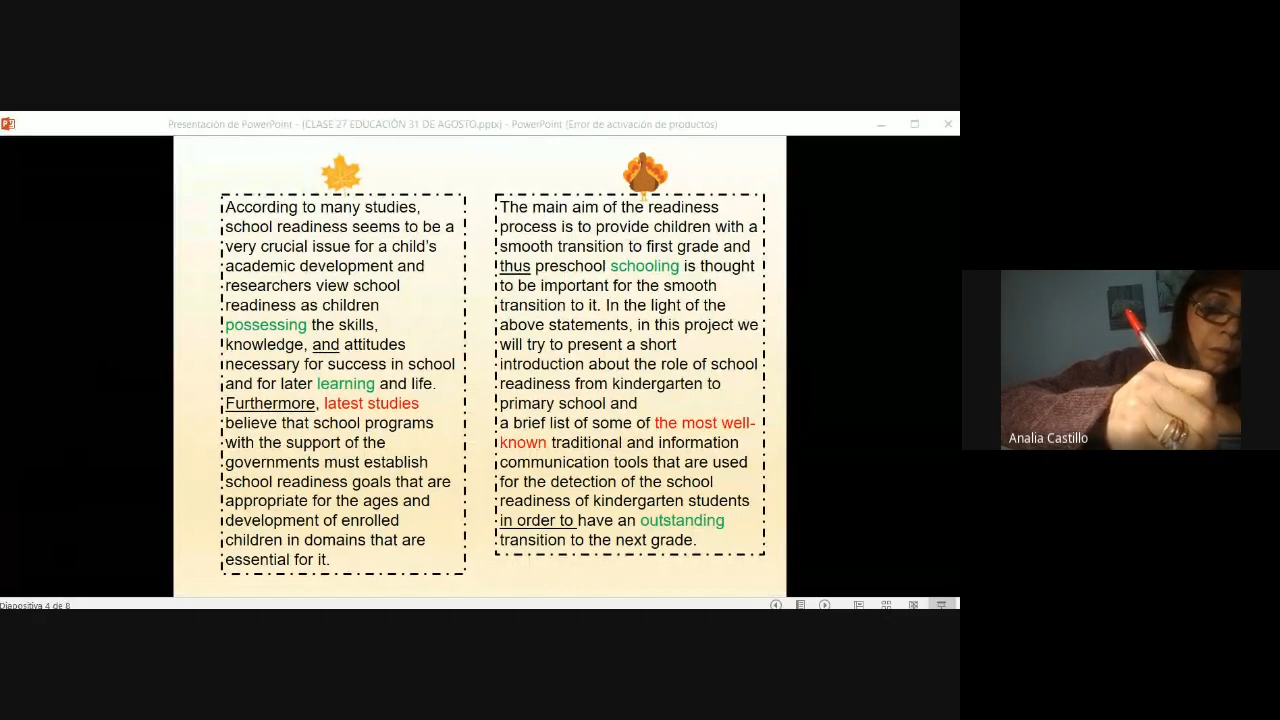 Presentación de PowerPoint - (CLASE 27 EDUCACIÓN 31 DE AGOSTO.pptx) - PowerPoint (Error de activación de productos)
According to many studies,
school readiness seems to be a
very crucial issue for a child's
academic development and
researchers view school
readiness as children
possessing the skills,
knowledge, and attitudes
necessary for success in school
and for later learning and life.
Furthermore, latest studies
believe that school programs
with the support of the
governments must establish
school readiness goals that are
appropriate for the ages and
development of enrolled
children in domains that are
essential for it.
The main aim of the readiness
process is to provide children with a
smooth transition to first grade and
thus preschool schooling is thought
to be important for the smooth
transition to it. In the light of the
above statements, in this project we
will try to present a short
introduction about the role of school
readiness from kindergarten to
primary school and
a brief list of some of the most well-
known traditional and information
communication tools that are used
for the detection of the school
readiness of kindergarten students
in order to have an outstanding
transition to the next grade.
Diapositiva 4 de 8
Analia Castillo